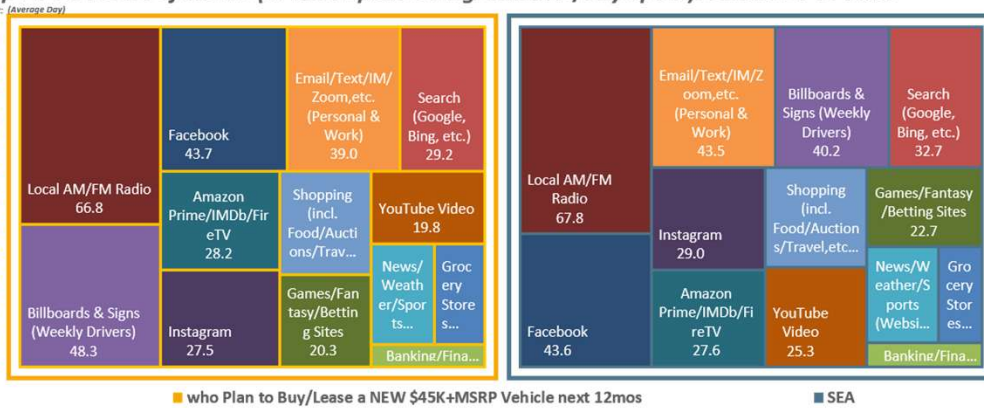 (Average Day)
Local AM/FM Radio
66.8
Billboards & Signs
(Weekly Drivers)
48.3
Facebook
43.7
Email/Text/IM/
Zoom,etc.
(Personal &
Work)
39.0
Search
(Google,
Bing, etc.)
29.2
Amazon
Prime/IMDb/Fir
eTV
28.2
Instagram
27.5
Shopping
(incl.
Food/Aucti
ons/Trav...
Games/Fan
tasy/Bettin
g Sites
20.3
YouTube Video
19.8
News/
Weath
er/Spor
ts...
Groc
ery
Store
s...
Banking/Fina...
Local AM/FM
Radio
67.8
Facebook
43.6
Email/Text/IM/Z
oom,etc.
(Personal &
Work)
43.5
Billboards &
Signs (Weekly
Drivers)
40.2
Search
(Google,
Bing, etc.)
32.7
Instagram
29.0
Amazon
Prime/IMDb/Fi
reTV
27.6
Shopping
(incl.
Food/Auction
s/Travel,etc...
YouTube
Video
25.3
Games/Fantasy
/Betting Sites
22.7
News/W
eather/S
ports
(Websi...
Gro
cery
Stor
es...
Banking/Fina...
who Plan to Buy/Lease a NEW $45K+MSRP Vehicle next 12mos
SEA